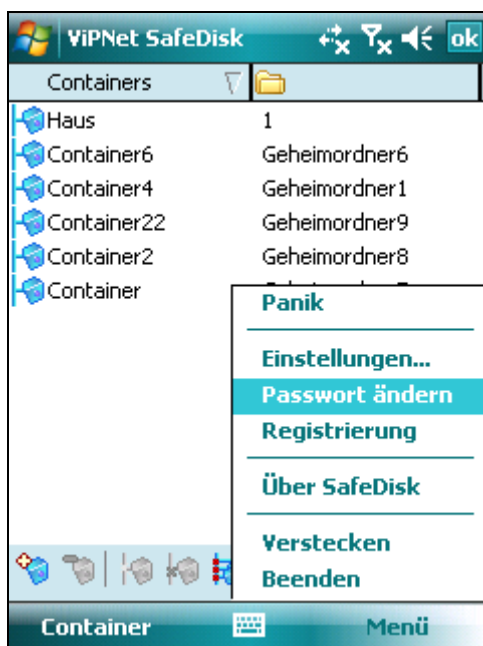 ViPNet SafeDisk ok
Containers
Haus 1
Container6 Geheimordner6
Container4 Geheimordner1
Container22 Geheimordner9
Container2 Geheimordner8
Container
Panik
Einstellungen...
Passwort ändern
Registrierung
Über SafeDisk
Verstecken
Beenden
Container Menü